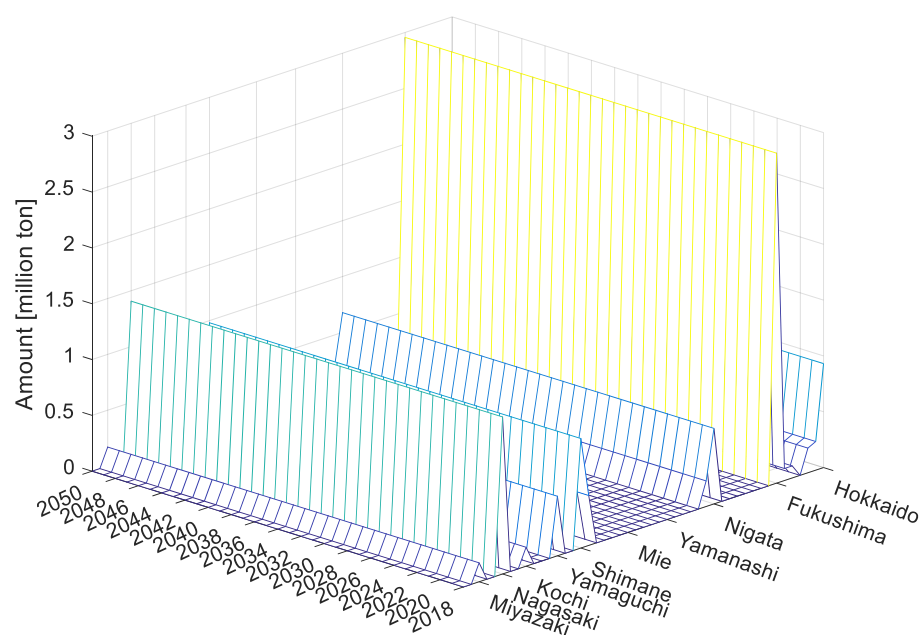 3
2.5
2
1.5
1
0.5
0
Amount [million ton]
2050
2048
2046
2044
2042
2040
2038
2036
2034
2032
2030
2028
2026
2024
2022
2020
2018
Miyazaki
Nagasaki
Kochi
Yamaguchi
Shimane
Mie
Yamanashi
Nigata
Fukushima
Hokkaido